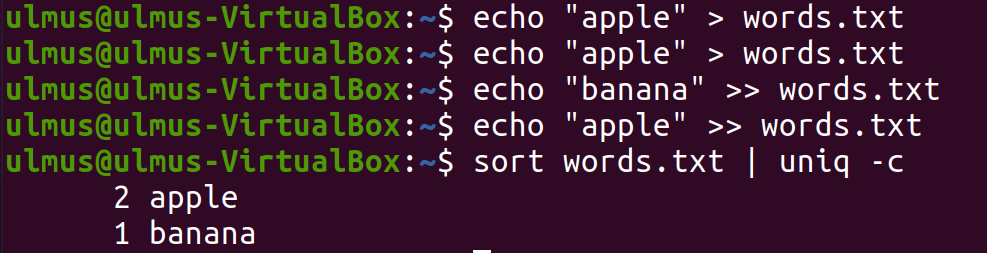 ulmus@ulmus-VirtualBox:~$ echo "apple" > words.txt
ulmus@ulmus-VirtualBox:~$ echo "apple" > words.txt
ulmus@ulmus-VirtualBox:~$ echo "banana" >> words.txt
ulmus@ulmus-VirtualBox:~$ echo "apple" >> words.txt
ulmus@ulmus-VirtualBox:~$ sort words.txt | uniq -c
      2 apple
      1 banana